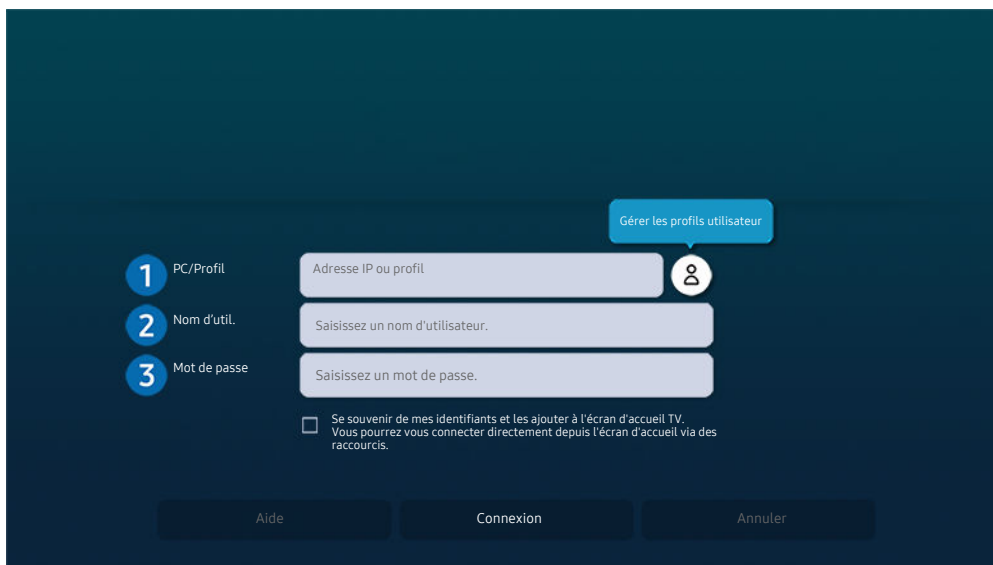 Gérer les profils utilisateur
1 PC/Profil Adresse IP ou profil
2 Nom d'util. Saisissez un nom d'utilisateur.
3 Mot de passe Saisissez un mot de passe.
Se souvenir de mes identifiants et les ajouter à l'écran d'accueil TV.
Vous pourrez vous connecter directement depuis l'écran d'accueil via des
raccourcis.
Aide Connexion Annuler